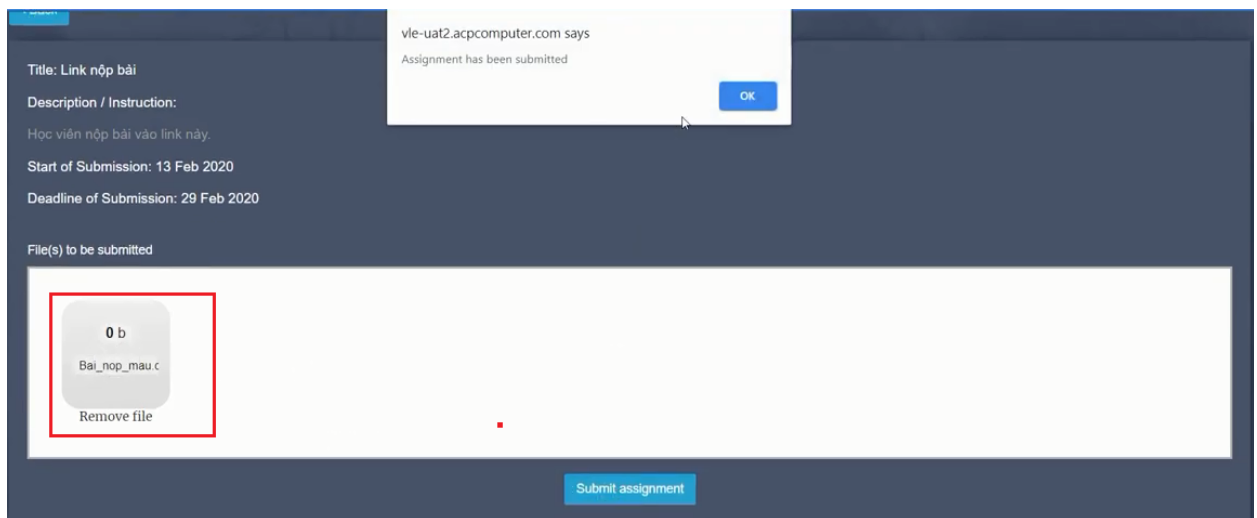 vle-uat2.acpcomputer.com says
Assignment has been submitted
OK
Title: Link nộp bài
Description / Instruction:
Học viên nộp bài vào link này.
Start of Submission: 13 Feb 2020
Deadline of Submission: 29 Feb 2020
File(s) to be submitted
0 b
Bai_nop_mau.c
Remove file
Submit assignment